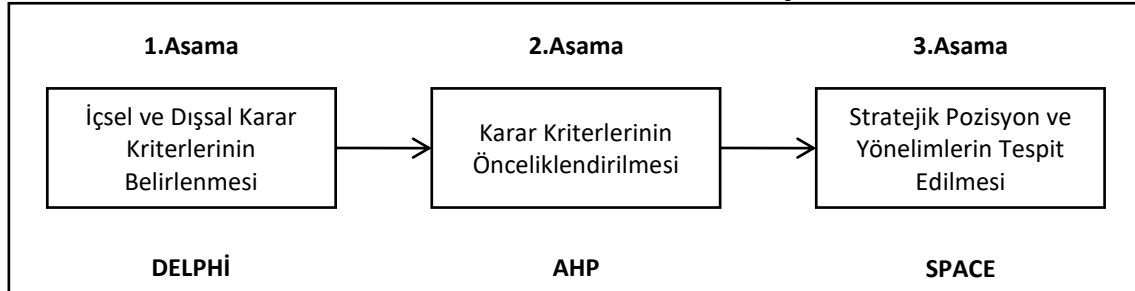 1.Asama
2.Asama
3.Asama
İçsel ve Dışsal Karar
Kriterlerinin
Belirlenmesi
Karar Kriterlerinin
Önceliklendirilmesi
Stratejik Pozisyon ve
Yönelimlerin Tespit
Edilmesi
DELPHİ
AHP
SPACE